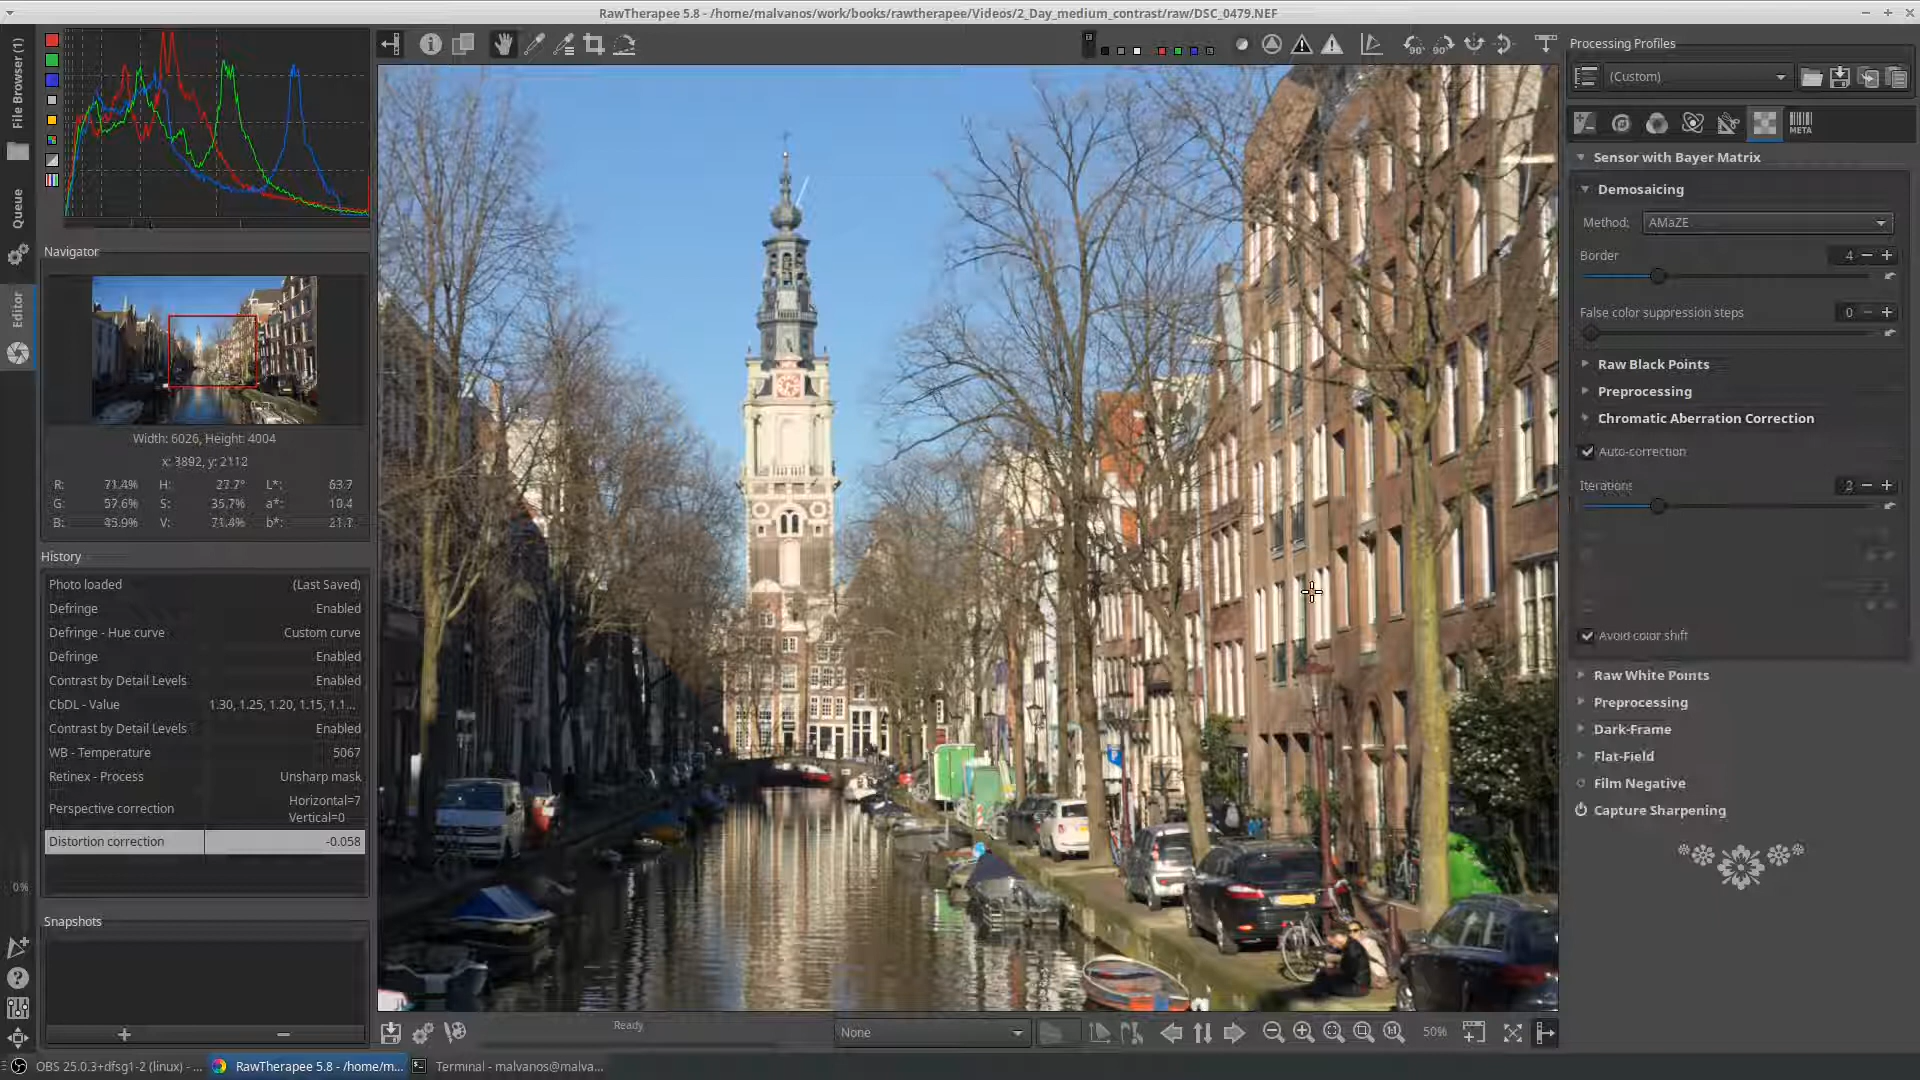 RawTherapee 5.8 - /home/malvanos/work/books/rawtherapee/Videos/2_Day_medium_contrast/raw/DSC_0479.NEF
File Browser (1)
Queue
Editor
0%
Navigator
Width: 6026, Height: 4004
x: 3892, y: 2112
R: 71.4% H: 27.7° L*: 63.7
G: 57.6% S: 35.7% a*: 10.4
B: 45.9% V: 71.4% b*: 21.1
History
Photo loaded (Last Saved)
Defringe Enabled
Defringe - Hue curve Custom curve
Defringe Enabled
Contrast by Detail Levels Enabled
CbDL - Value 1.30, 1.25, 1.20, 1.15, 1.1...
Contrast by Detail Levels Enabled
WB - Temperature 5067
Retinex - Process Unsharp mask
Perspective correction Horizontal=7
Vertical=0
Distortion correction -0.058
Snapshots
Ready
None
50%
Processing Profiles
(Custom)
META
Sensor with Bayer Matrix
Demosaicing
Method: AMaZE
Border 4
False color suppression steps 0
Raw Black Points
Preprocessing
Chromatic Aberration Correction
Auto-correction
Iterations 2
Avoid color shift
Raw White Points
Preprocessing
Dark-Frame
Flat-Field
Film Negative
Capture Sharpening
OBS 25.0.3+dfsg1-2 (linux) - ...
RawTherapee 5.8 - /home/m...
Terminal - malvanos@malva...